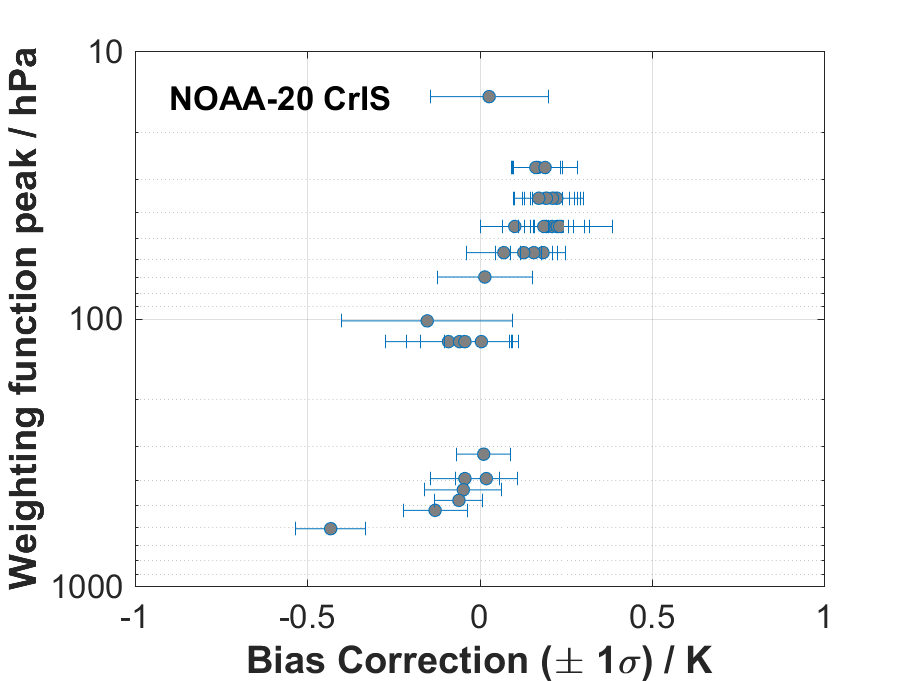 10
NOAA-20 CrIS
100
1000
-1
-0.5
0
0.5
1
Weighting function peak / hPa
Bias Correction (± 1σ) / K